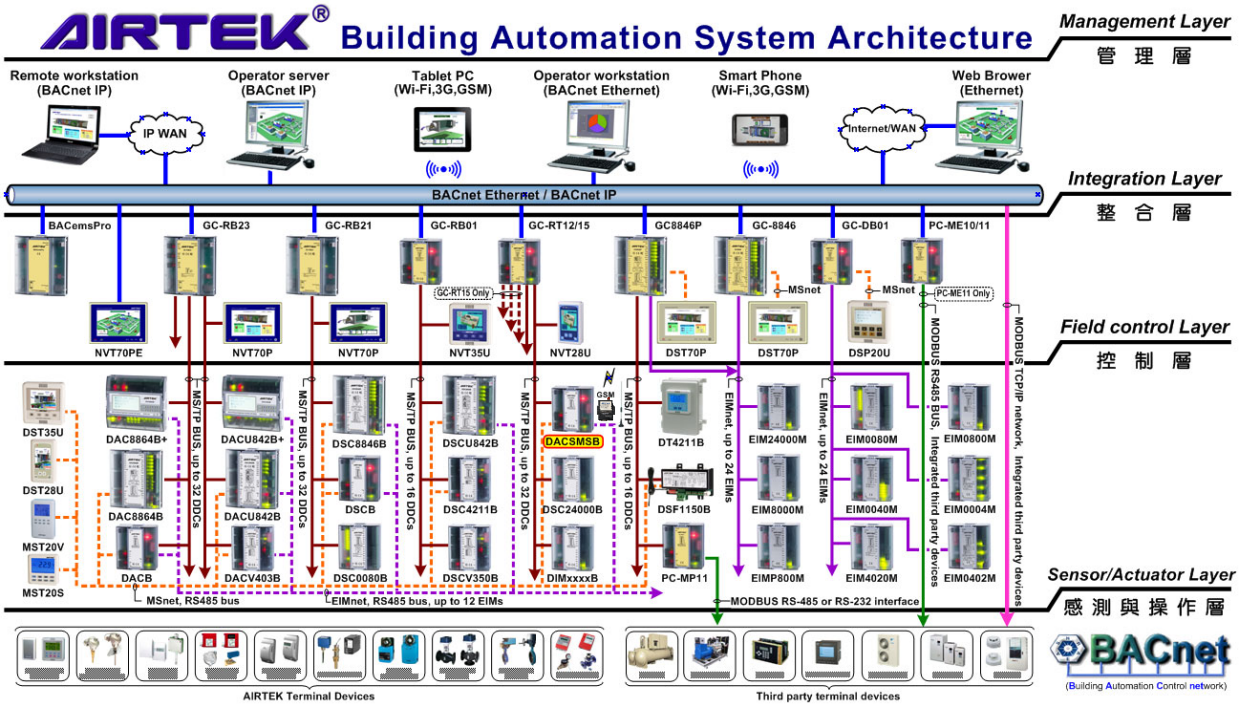 AIRTEK® Building Automation System Architecture
Management Layer
管 理 層
Remote workstation
(BACnet IP)
Operator server
(BACnet IP)
Tablet PC
(Wi-Fi,3G,GSM)
Operator workstation
(BACnet Ethernet)
Smart Phone
(Wi-Fi,3G,GSM)
Web Brower
(Ethernet)
IP WAN
Internet/WAN
BACnet Ethernet / BACnet IP
Integration Layer
整 合 層
BACemsPro
GC-RB23
GC-RB21
GC-RB01
GC-RT12/15
GC8846P
GC-8846
GC-DB01
PC-ME10/11
GC-RT15 Only
MSnet
MSnet
PC-ME11 Only
NVT70PE
NVT70P
NVT70P
NVT35U
NVT28U
DST70P
DST70P
DSP20U
Field control Layer
控 制 層
DST35U
DST28U
MST20V
MST20S
DAC8864B+
DACU842B+
DSC8846B
DSCU842B
DACSMSB
GSM
DT4211B
EIM24000M
EIM0080M
EIM0800M
DAC8864B
DACU842B
DSCB
DSC4211B
DSC24000B
DSF1150B
EIM8000M
EIM0040M
EIM0004M
DACB
DACV403B
DSC0080B
DSCV350B
DIMxxxxB
PC-MP11
EIMP800M
EIM4020M
EIM0402M
MS/TP BUS, up to 32 DDCs
MS/TP BUS, up to 32 DDCs
MS/TP BUS, up to 16 DDCs
MS/TP BUS, up to 32 DDCs
MS/TP BUS, up to 16 DDCs
EIMnet, up to 24 EIMs
EIMnet, up to 24 EIMs
MODBUS RS485 BUS, Integrated third party devices
MODBUS TCP/IP network, Integrated third party devices
MSnet, RS485 bus
EIMnet, RS485 bus, up to 12 EIMs
MODBUS RS-485 or RS-232 interface
Sensor/Actuator Layer
感 測 與 操 作 層
AIRTEK Terminal Devices
Third party terminal devices
BACnet
(Building Automation Control network)